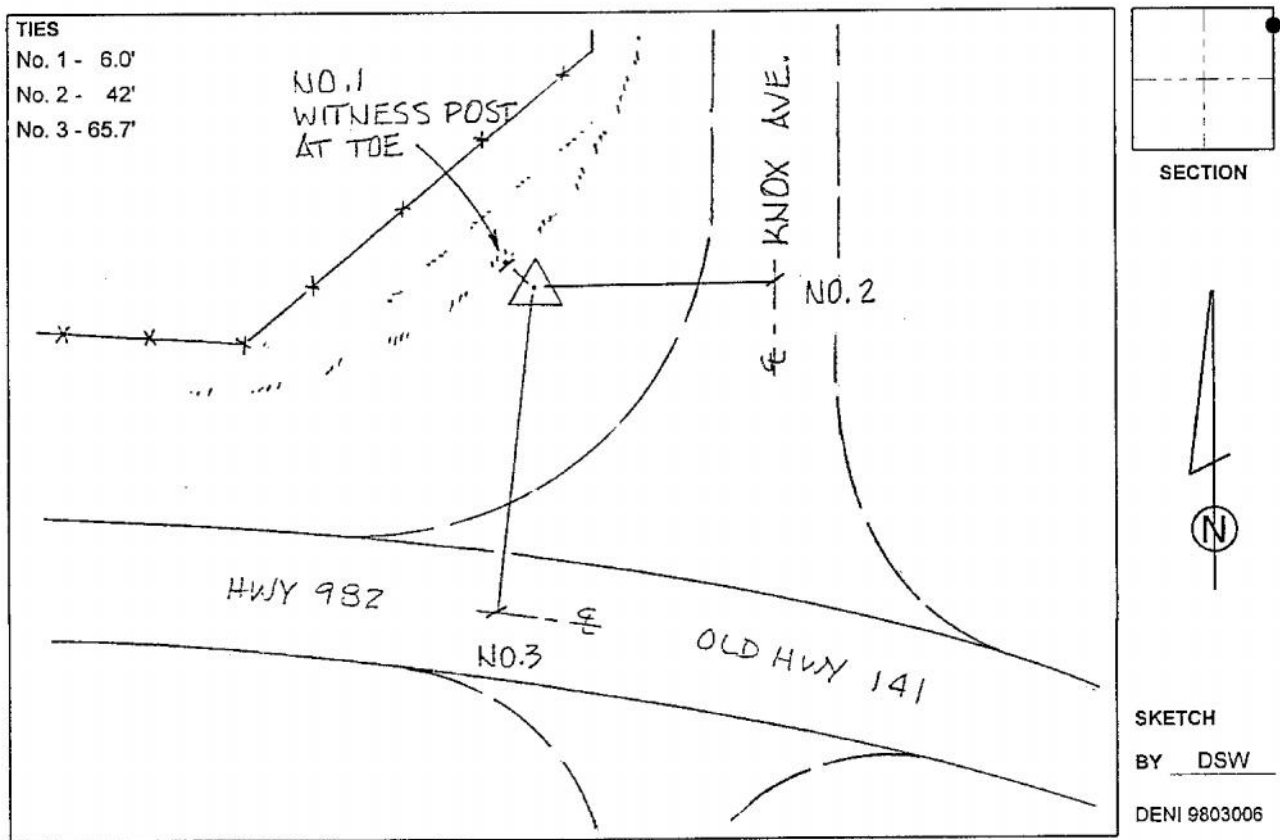 TIES
No. 1 - 6.0'
No. 2 - 42'
No. 3 - 65.7'
NO.1
WITNESS POST
AT TOE
KNOX AVE.
℄
NO.2
HWY 982
℄
NO.3
OLD HWY 141
SECTION
N
SKETCH
BY DSW
DENI 9803006